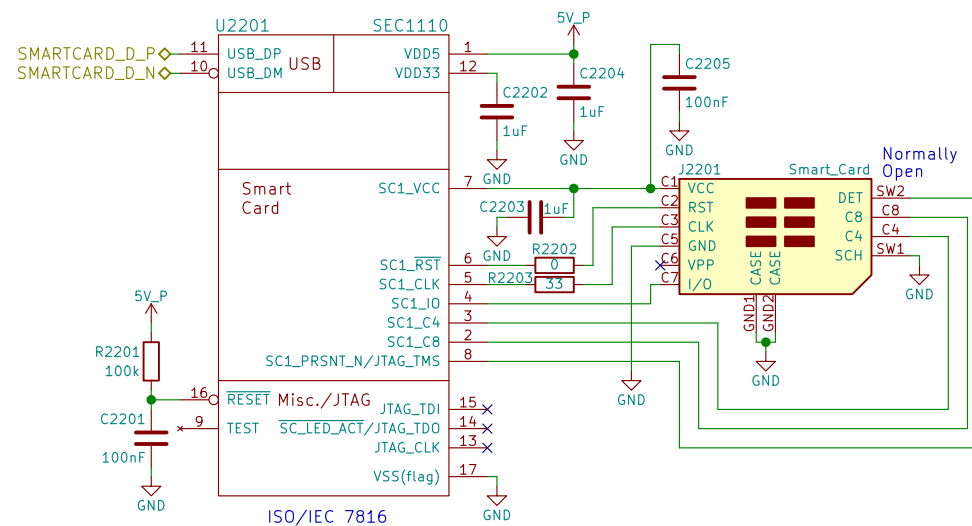 U2201
SEC1110
5V_P
SMARTCARD_D_P
SMARTCARD_D_N
11
10
USB_DP
USB_DM
USB
VDD5
VDD33
1
12
C2202
1uF
GND
C2204
1uF
GND
C2205
100nF
GND
Smart
Card
SC1_VCC
7
C2203
1uF
GND
J2201
Smart_Card
Normally
Open
C1
VCC
C2
RST
C3
CLK
C5
GND
C6
VPP
C7
I/O
DET
SW2
C8
C8
C4
C4
SCH
SW1
CASE
CASE
GND1
GND2
GND
GND
GND
SC1_RST
6
R2202
0
SC1_CLK
5
R2203
33
SC1_IO
4
SC1_C4
3
SC1_C8
2
SC1_PRSNT_N/JTAG_TMS
8
5V_P
R2201
100k
C2201
100nF
GND
16
RESET
Misc./JTAG
9
TEST
JTAG_TDI
15
SC_LED_ACT/JTAG_TDO
14
JTAG_CLK
13
VSS(flag)
17
GND
ISO/IEC 7816